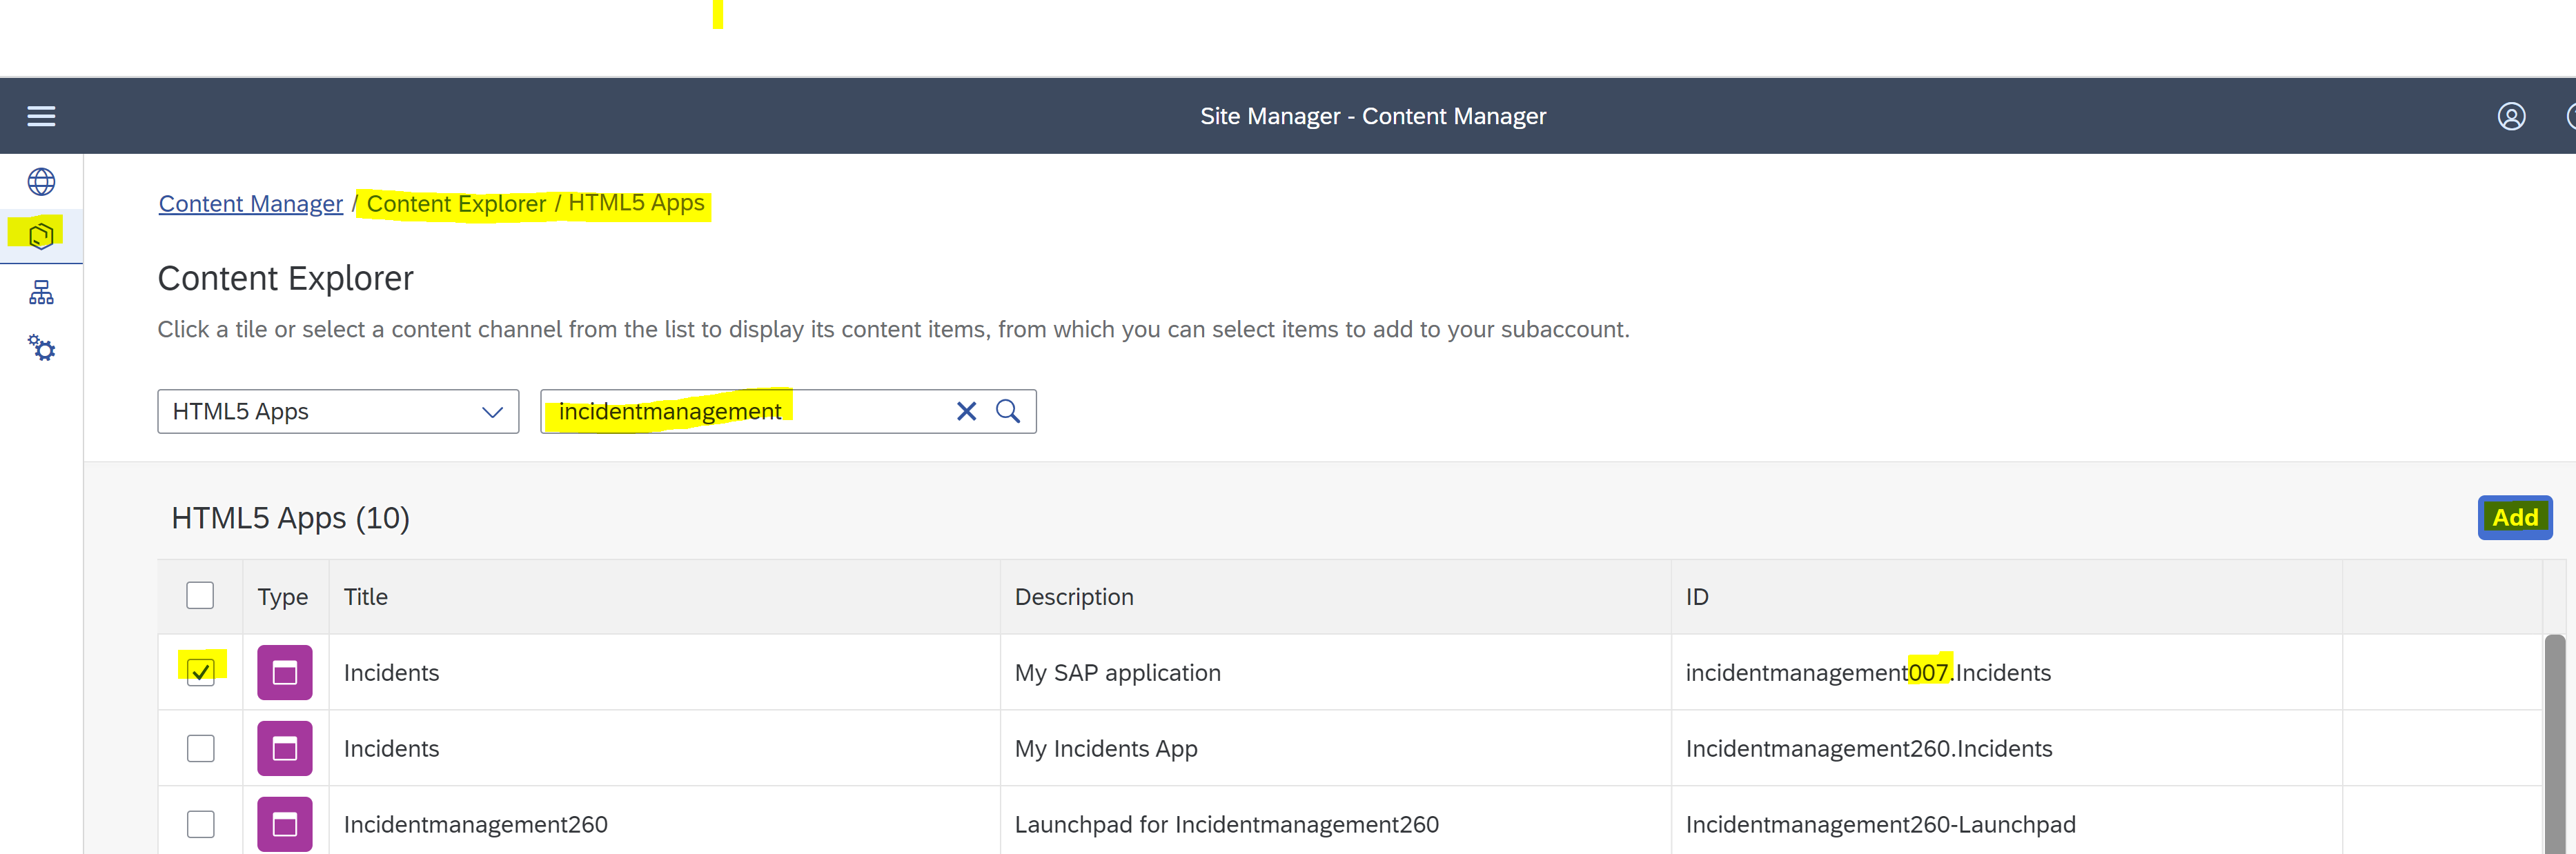 Site Manager - Content Manager
Content Manager / Content Explorer / HTML5 Apps
Content Explorer
Click a tile or select a content channel from the list to display its content items, from which you can select items to add to your subaccount.
HTML5 Apps incidentmanagement
HTML5 Apps (10) Add
Type Title Description ID
Incidents My SAP application incidentmanagement007.Incidents
Incidents My Incidents App Incidentmanagement260.Incidents
Incidentmanagement260 Launchpad for Incidentmanagement260 Incidentmanagement260-Launchpad